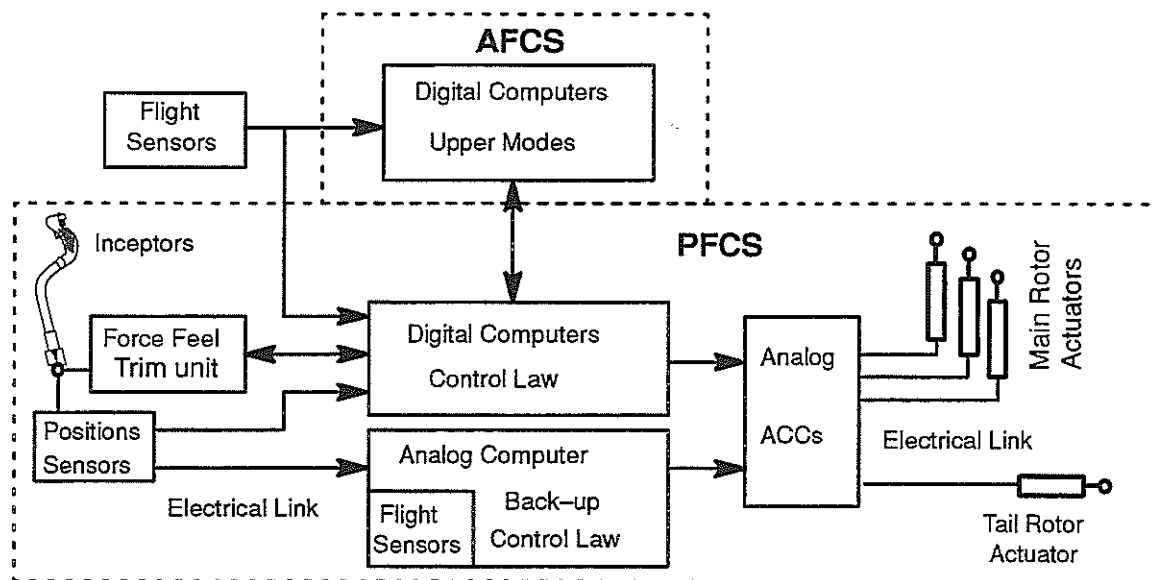 AFCS
Digital Computers
Upper Modes
Flight
Sensors
PFCS
Inceptors
Force Feel
Trim unit
Positions
Sensors
Electrical Link
Digital Computers
Control Law
Analog Computer
Back–up
Control Law
Flight
Sensors
Analog
ACCs
Main Rotor
Actuators
Electrical Link
Tail Rotor
Actuator